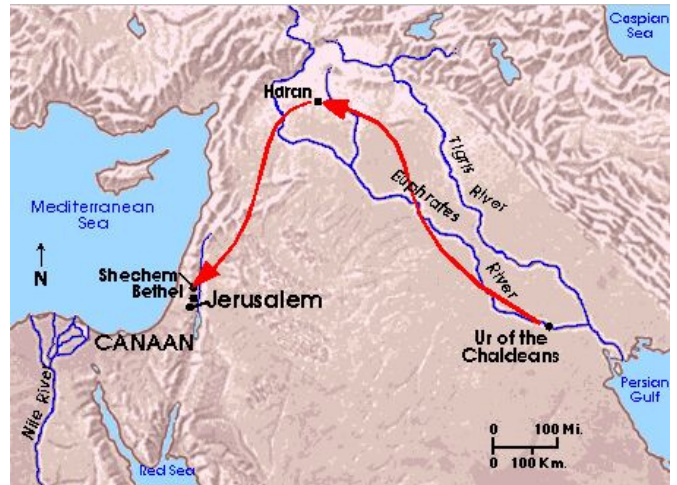 Caspian
Sea
Haran
Tigris River
Euphrates River
Mediterranean
Sea
N
Shechem
Bethel
Jerusalem
CANAAN
Ur of the
Chaldeans
Nile River
Persian
Gulf
Red Sea
0 100 Mi.
0 100 Km.